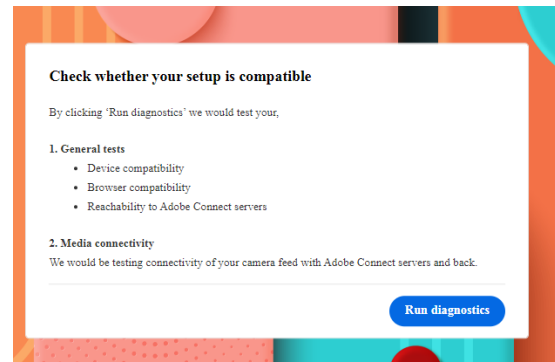 Check whether your setup is compatible
By clicking ‘Run diagnostics’ we would test your,
1. General tests
• Device compatibility
• Browser compatibility
• Reachability to Adobe Connect servers
2. Media connectivity
We would be testing connectivity of your camera feed with Adobe Connect servers and back.
Run diagnostics